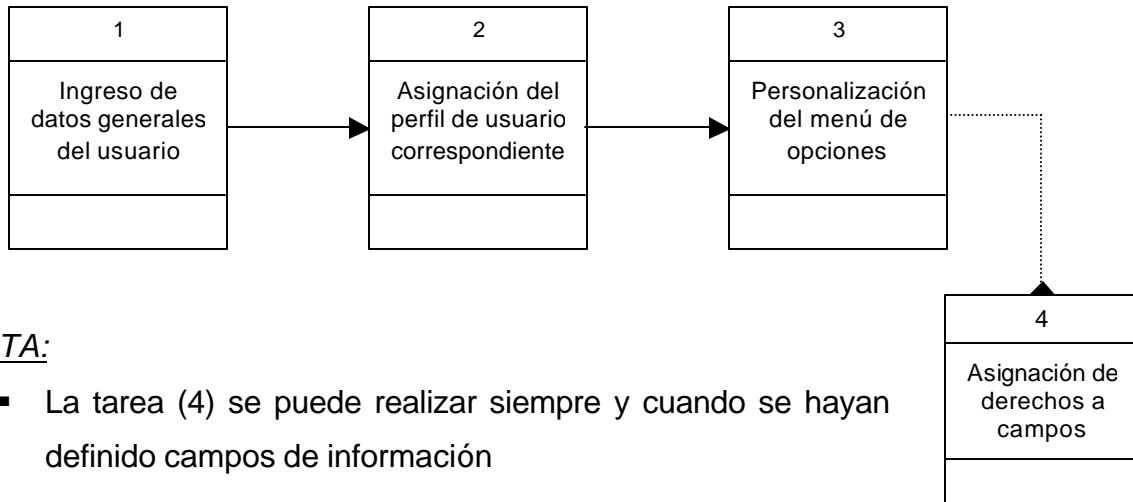 1
Ingreso de
datos generales
del usuario
2
Asignación del
perfil de usuario
correspondiente
3
Personalización
del menú de
opciones
4
Asignación de
derechos a
campos
TA:
▪ La tarea (4) se puede realizar siempre y cuando se hayan
definido campos de información